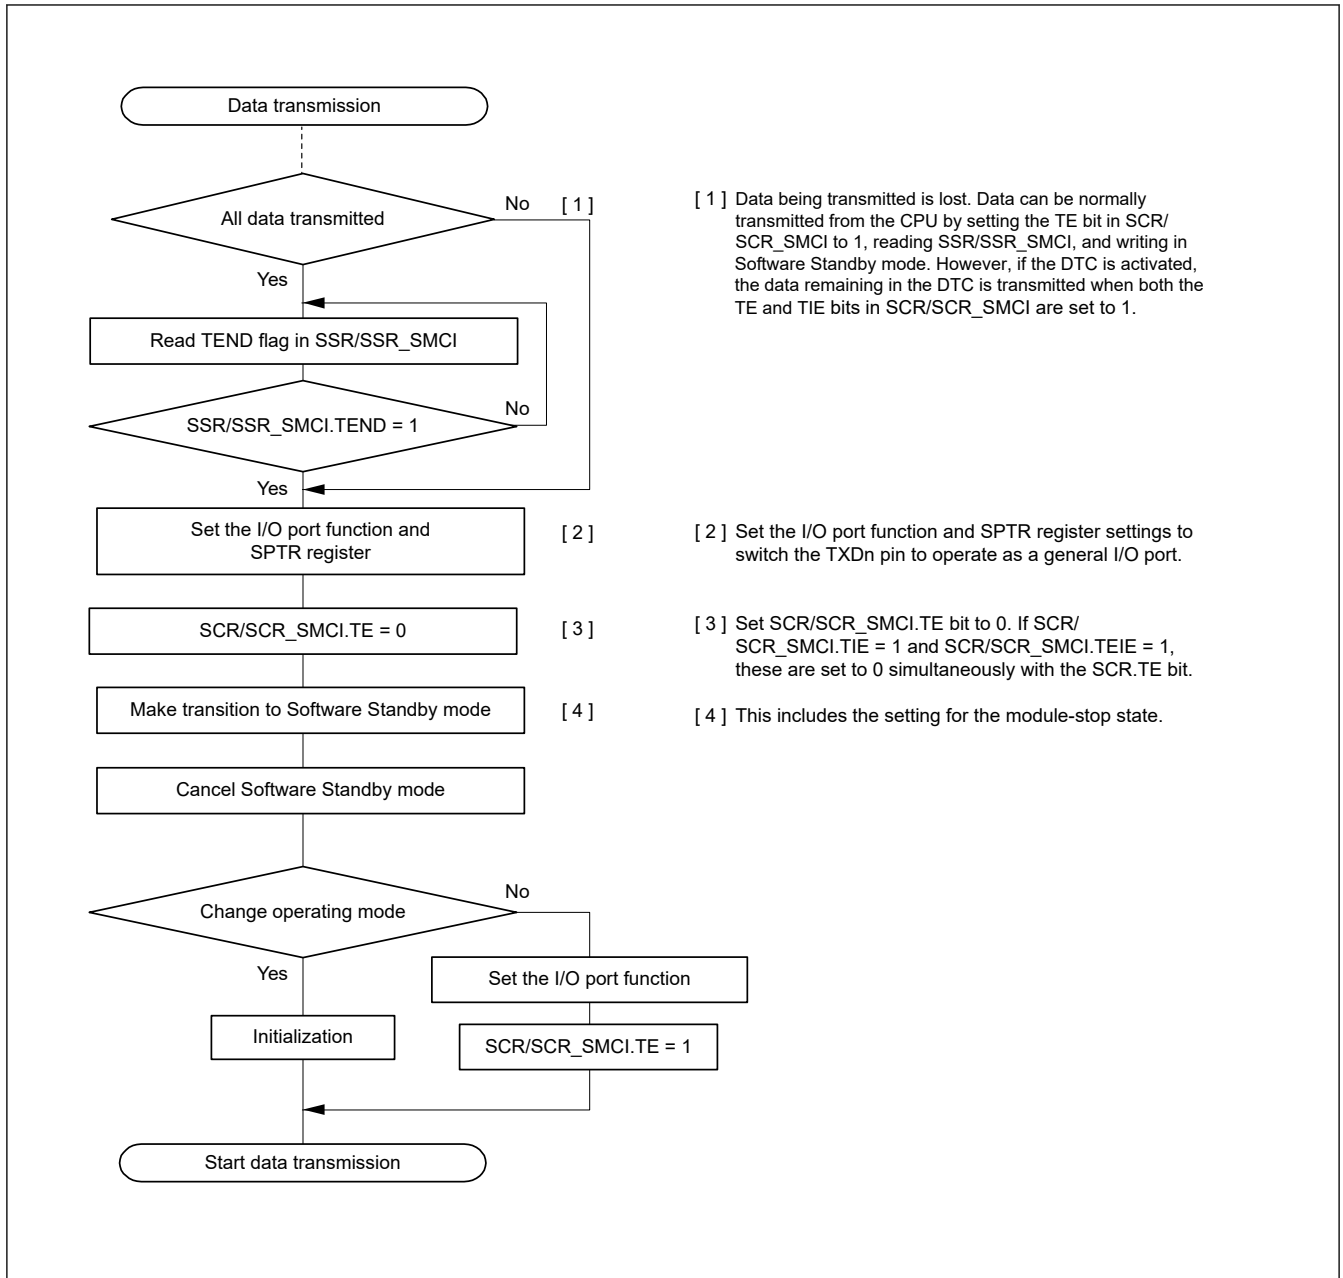 Data transmission
All data transmitted
No
[ 1 ]
Yes
Read TEND flag in SSR/SSR_SMCI
SSR/SSR_SMCI.TEND = 1
No
Yes
Set the I/O port function and
SPTR register
[ 2 ]
SCR/SCR_SMCI.TE = 0
[ 3 ]
Make transition to Software Standby mode
[ 4 ]
Cancel Software Standby mode
Change operating mode
No
Yes
Set the I/O port function
Initialization
SCR/SCR_SMCI.TE = 1
Start data transmission
[ 1 ] Data being transmitted is lost. Data can be normally
transmitted from the CPU by setting the TE bit in SCR/
SCR_SMCI to 1, reading SSR/SSR_SMCI, and writing in
Software Standby mode. However, if the DTC is activated,
the data remaining in the DTC is transmitted when both the
TE and TIE bits in SCR/SCR_SMCI are set to 1.
[ 2 ] Set the I/O port function and SPTR register settings to
switch the TXDn pin to operate as a general I/O port.
[ 3 ] Set SCR/SCR_SMCI.TE bit to 0. If SCR/
SCR_SMCI.TIE = 1 and SCR/SCR_SMCI.TEIE = 1,
these are set to 0 simultaneously with the SCR.TE bit.
[ 4 ] This includes the setting for the module-stop state.